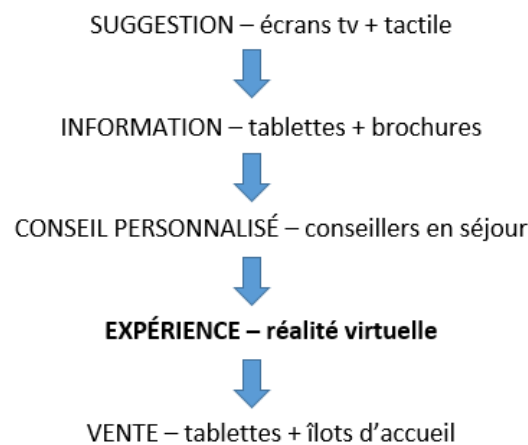 SUGGESTION – écrans tv + tactile
INFORMATION – tablettes + brochures
CONSEIL PERSONNALISÉ – conseillers en séjour
EXPÉRIENCE – réalité virtuelle
VENTE – tablettes + îlots d’accueil